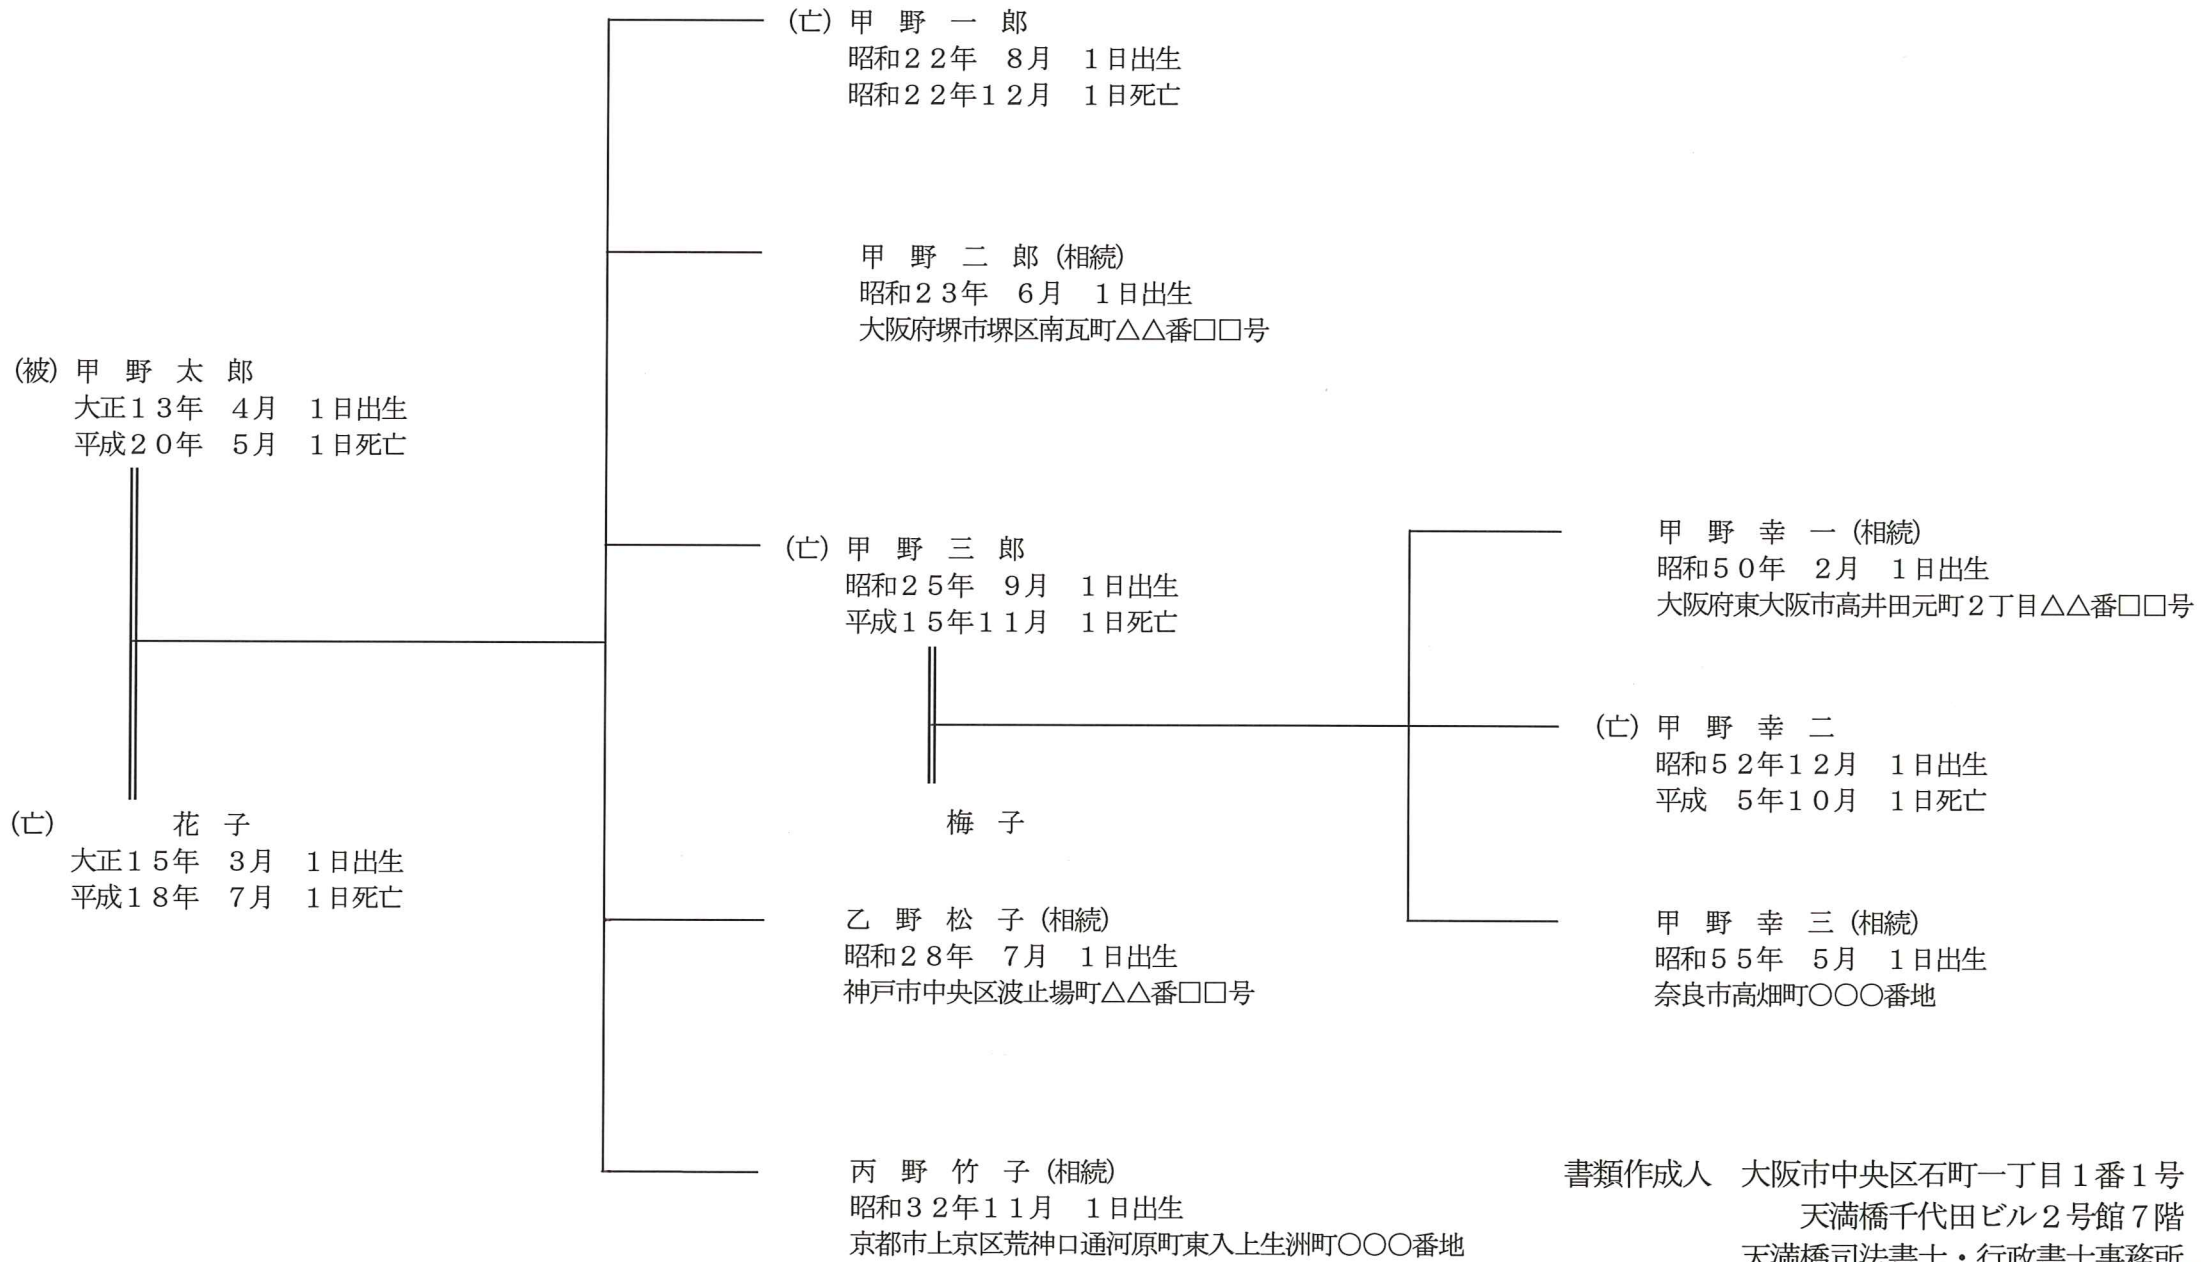 (被) 甲　野　太　郎
大正１３年　４月　１日出生
平成２０年　５月　１日死亡
(亡)　花　子
大正１５年　３月　１日出生
平成１８年　７月　１日死亡
(亡) 甲　野　一　郎
昭和２２年　８月　１日出生
昭和２２年１２月　１日死亡
甲　野　二　郎 (相続)
昭和２３年　６月　１日出生
大阪府堺市堺区南瓦町△△番□□号
(亡) 甲　野　三　郎
昭和２５年　９月　１日出生
平成１５年１１月　１日死亡
梅　子
乙　野　松　子 (相続)
昭和２８年　７月　１日出生
神戸市中央区波止場町△△番□□号
丙　野　竹　子 (相続)
昭和３２年１１月　１日出生
京都市上京区荒神口通河原町東入上生洲町○○○番地
甲　野　幸　一 (相続)
昭和５０年　２月　１日出生
大阪府東大阪市高井田元町２丁目△△番□□号
(亡) 甲　野　幸　二
昭和５２年１２月　１日出生
平成　５年１０月　１日死亡
甲　野　幸　三 (相続)
昭和５５年　５月　１日出生
奈良市高畑町○○○番地
書類作成人　大阪市中央区石町一丁目１番１号
天満橋千代田ビル２号館７階
天満橋司法書士・行政書士事務所